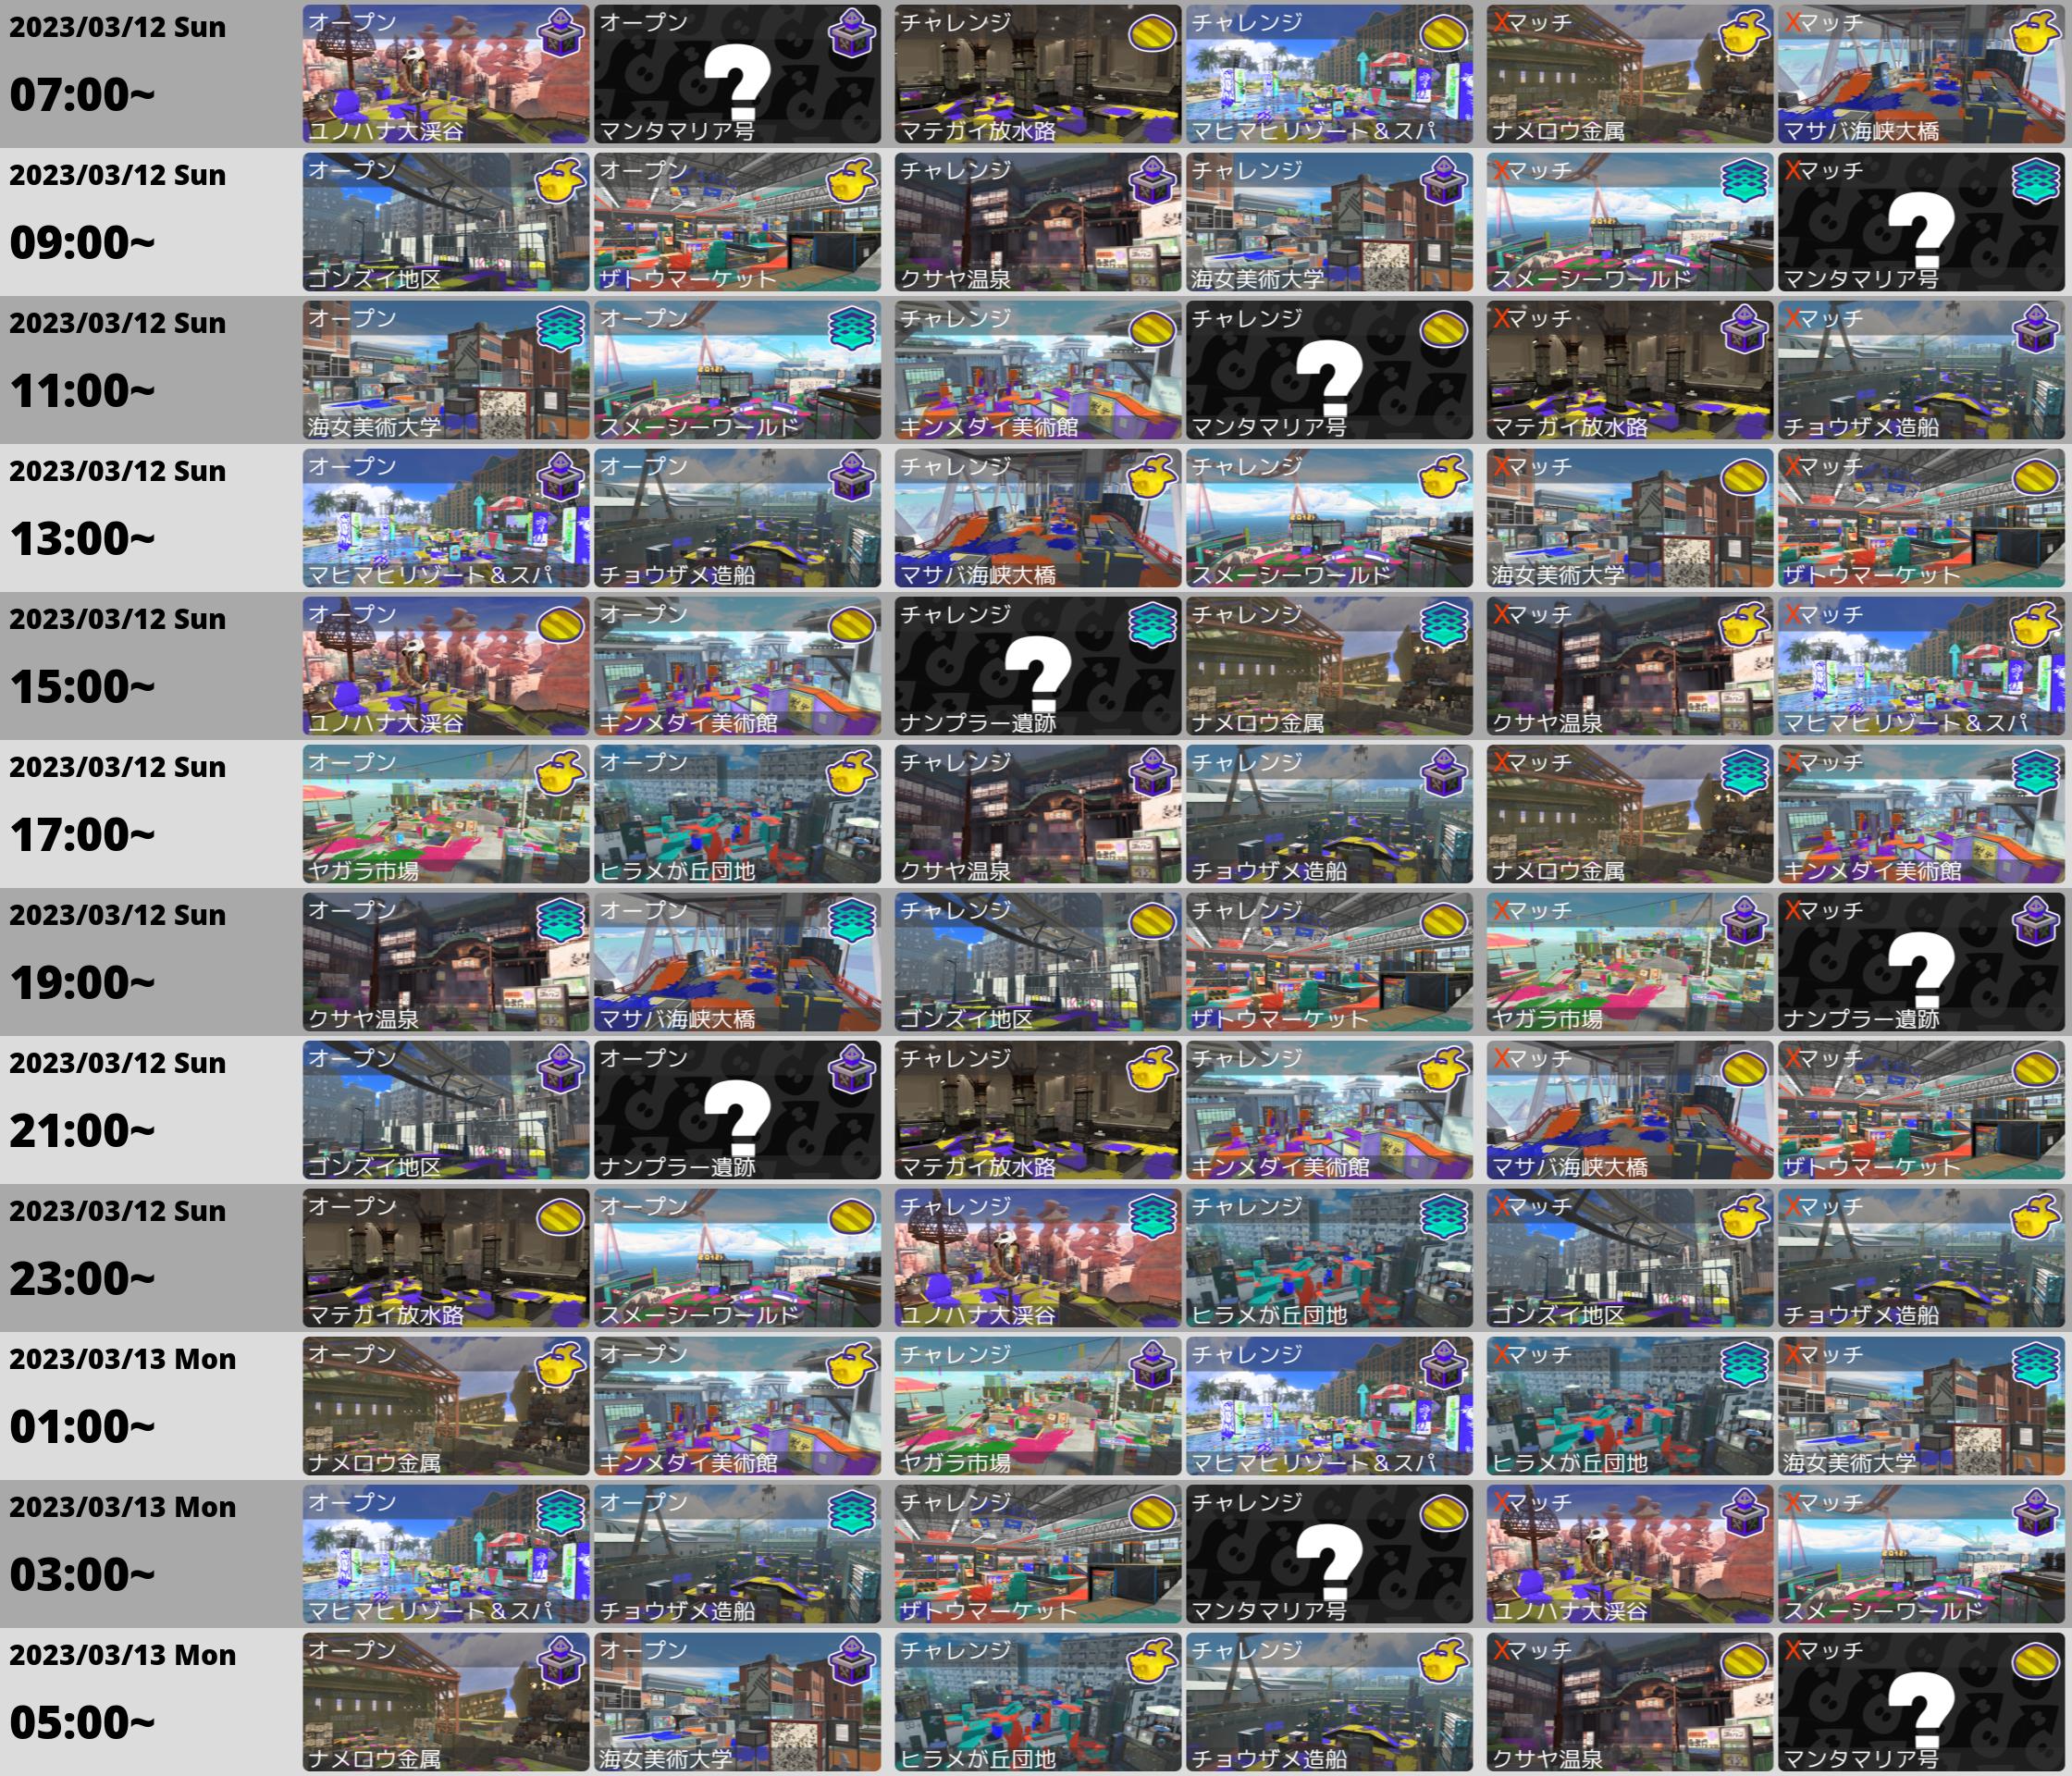 2023/03/12 Sun
07:00~
オープン
ユノハナ大渓谷
オープン
マンタマリア号
チャレンジ
マテガイ放水路
チャレンジ
マヒマヒリゾート＆スパ
Xマッチ
ナメロウ金属
Xマッチ
マサバ海峡大橋
2023/03/12 Sun
09:00~
オープン
ゴンズイ地区
オープン
ザトウマーケット
チャレンジ
クサヤ温泉
チャレンジ
海女美術大学
Xマッチ
スメーシーワールド
Xマッチ
マンタマリア号
2023/03/12 Sun
11:00~
オープン
海女美術大学
オープン
スメーシーワールド
チャレンジ
キンメダイ美術館
チャレンジ
マンタマリア号
Xマッチ
マテガイ放水路
Xマッチ
チョウザメ造船
2023/03/12 Sun
13:00~
オープン
マヒマヒリゾート＆スパ
オープン
チョウザメ造船
チャレンジ
マサバ海峡大橋
チャレンジ
スメーシーワールド
Xマッチ
海女美術大学
Xマッチ
ザトウマーケット
2023/03/12 Sun
15:00~
オープン
ユノハナ大渓谷
オープン
キンメダイ美術館
チャレンジ
ナンプラー遺跡
チャレンジ
ナメロウ金属
Xマッチ
クサヤ温泉
Xマッチ
マヒマヒリゾート＆スパ
2023/03/12 Sun
17:00~
オープン
ヤガラ市場
オープン
ヒラメが丘団地
チャレンジ
クサヤ温泉
チャレンジ
チョウザメ造船
Xマッチ
ナメロウ金属
Xマッチ
キンメダイ美術館
2023/03/12 Sun
19:00~
オープン
クサヤ温泉
オープン
マサバ海峡大橋
チャレンジ
ゴンズイ地区
チャレンジ
ザトウマーケット
Xマッチ
ヤガラ市場
Xマッチ
ナンプラー遺跡
2023/03/12 Sun
21:00~
オープン
ゴンズイ地区
オープン
ナンプラー遺跡
チャレンジ
マテガイ放水路
チャレンジ
キンメダイ美術館
Xマッチ
マサバ海峡大橋
Xマッチ
ザトウマーケット
2023/03/12 Sun
23:00~
オープン
マテガイ放水路
オープン
スメーシーワールド
チャレンジ
ユノハナ大渓谷
チャレンジ
ヒラメが丘団地
Xマッチ
ゴンズイ地区
Xマッチ
チョウザメ造船
2023/03/13 Mon
01:00~
オープン
ナメロウ金属
オープン
キンメダイ美術館
チャレンジ
ヤガラ市場
チャレンジ
マヒマヒリゾート＆スパ
Xマッチ
ヒラメが丘団地
Xマッチ
海女美術大学
2023/03/13 Mon
03:00~
オープン
マヒマヒリゾート＆スパ
オープン
チョウザメ造船
チャレンジ
ザトウマーケット
チャレンジ
マンタマリア号
Xマッチ
ユノハナ大渓谷
Xマッチ
スメーシーワールド
2023/03/13 Mon
05:00~
オープン
ナメロウ金属
オープン
海女美術大学
チャレンジ
ヒラメが丘団地
チャレンジ
チョウザメ造船
Xマッチ
クサヤ温泉
Xマッチ
マンタマリア号